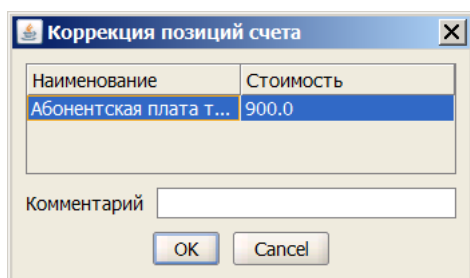 Коррекция позиций счета
Наименование Стоимость
Абонентская плата т... 900.0
Комментарий
OK Cancel